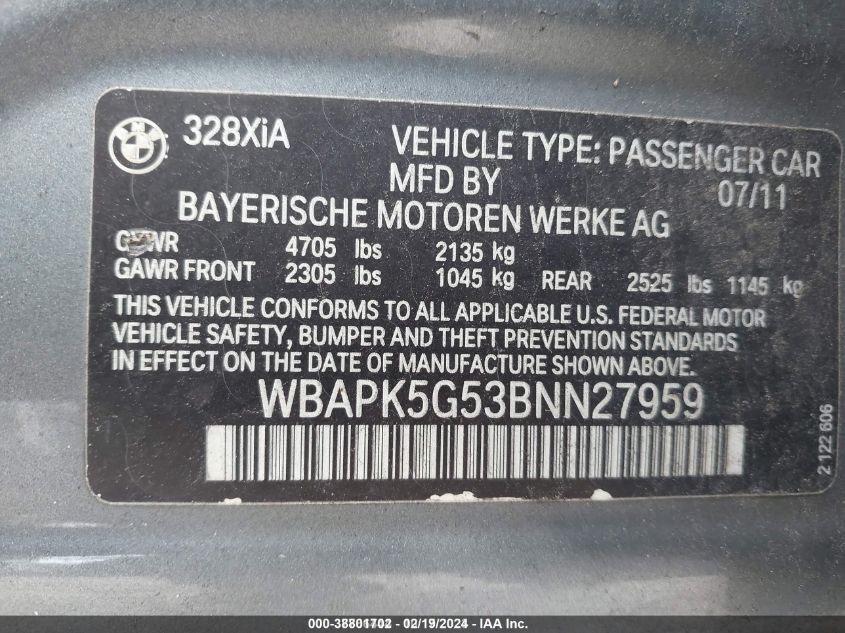 328XiA
VEHICLE TYPE: PASSENGER CAR
MFD BY 07/11
BAYERISCHE MOTOREN WERKE AG
4705 lbs 2135 kg
GAWR FRONT 2305 lbs 1045 kg REAR 2525 lbs 1145 kg
THIS VEHICLE CONFORMS TO ALL APPLICABLE U.S. FEDERAL MOTOR
VEHICLE SAFETY, BUMPER AND THEFT PREVENTION STANDARDS
IN EFFECT ON THE DATE OF MANUFACTURE SHOWN ABOVE.
WBAPK5G53BNN27959
2 122 606
000-38801702 - 02/19/2024 - IAA Inc.